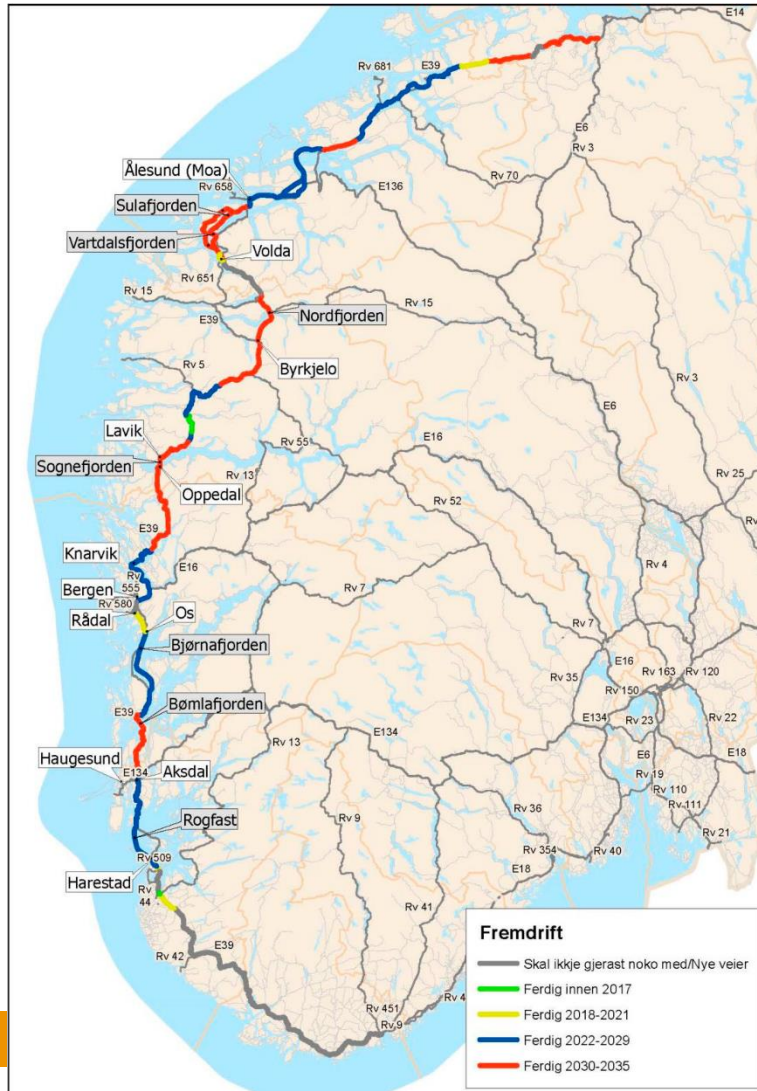 E14
Rv 681
E39
E6
Rv 3
Ålesund (Moa)
Rv 70
Rv 658
E136
Sulafjorden
Vartdalsfjorden
Volda
Rv 651
Rv 15
Rv 15
Nordfjorden
E39
Byrkjelo
Rv 5
Rv 3
E6
Lavik
Rv 55
E16
Sognefjorden
Rv 13
Rv 25
Oppedal
Rv 52
E39
Knarvik
E16
Rv
555
Rv 4
Bergen
Rv 7
Rv 580
Os
Rådal
Rv 7
Bjørnafjorden
E16
Rv 35
Rv 163
Rv 120
Rv 150
E39
Bømlafjorden
E134
Rv 23
Rv 22
E134
Rv 13
E18
Haugesund
E6
E134
Aksdal
Rv 19
Rv 110
Rv 9
Rv 36
Rv 111
Rogfast
Rv 21
Rv 509
Rv 354
Rv 40
Harestad
E18
Rv
44
Rv 41
E39
Rv 42
Rv 4
Rv 451
Rv 9
Fremdrift
Skal ikkje gjerast noko med/Nye veier
Ferdig innen 2017
Ferdig 2018-2021
Ferdig 2022-2029
Ferdig 2030-2035